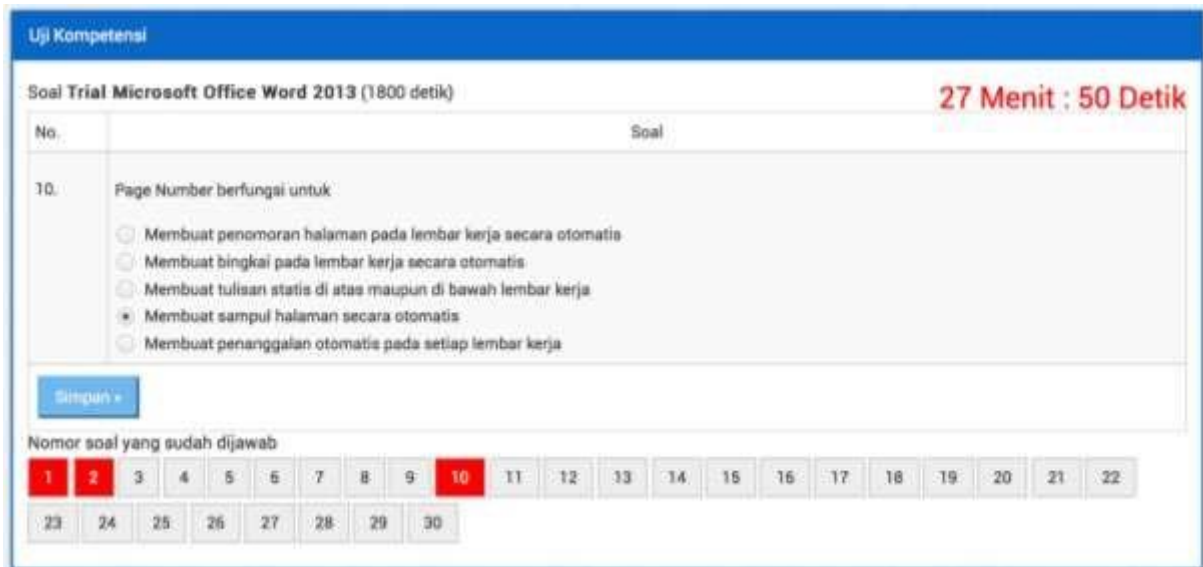 Uji Kompetensi
Soal Trial Microsoft Office Word 2013 (1800 detik)
27 Menit : 50 Detik
No. Soal
10. Page Number berfungsi untuk
Membuat penomoran halaman pada lembar kerja secara otomatis
Membuat bingkai pada lembar kerja secara otomatis
Membuat tulisan statis di atas maupun di bawah lembar kerja
Membuat sampul halaman secara otomatis
Membuat penanggalan otomatis pada setiap lembar kerja
Simpan »
Nomor soal yang sudah dijawab
1 2 3 4 5 6 7 8 9 10 11 12 13 14 15 16 17 18 19 20 21 22
23 24 25 26 27 28 29 30